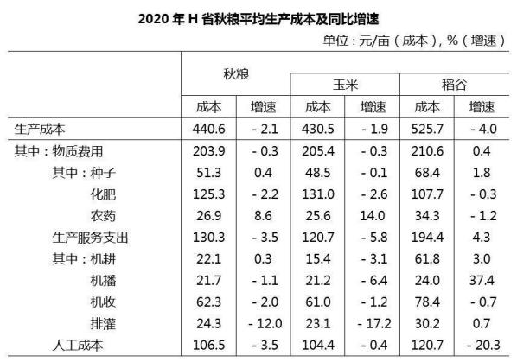 2020 年 H 省秋粮平均生产成本及同比增速
单位：元/亩（成本），%（增速）
秋粮 玉米 稻谷
成本 增速 成本 增速 成本 增速
生产成本 440.6 - 2.1 430.5 - 1.9 525.7 - 4.0
其中：物质费用 203.9 - 0.3 205.4 - 0.3 210.6 0.4
其中：种子 51.3 0.4 48.5 - 0.1 68.4 1.8
化肥 125.3 - 2.2 131.0 - 2.6 107.7 - 0.3
农药 26.9 8.6 25.6 14.0 34.3 - 1.2
生产服务支出 130.3 - 3.5 120.7 - 5.8 194.4 4.3
其中：机耕 22.1 0.3 15.4 - 3.1 61.8 3.0
机播 21.7 - 1.1 21.2 - 6.4 24.0 37.4
机收 62.3 - 2.0 61.0 - 1.2 78.4 - 0.7
排灌 24.3 - 12.0 23.1 - 17.2 30.2 0.7
人工成本 106.5 - 3.5 104.4 - 0.4 120.7 - 20.3